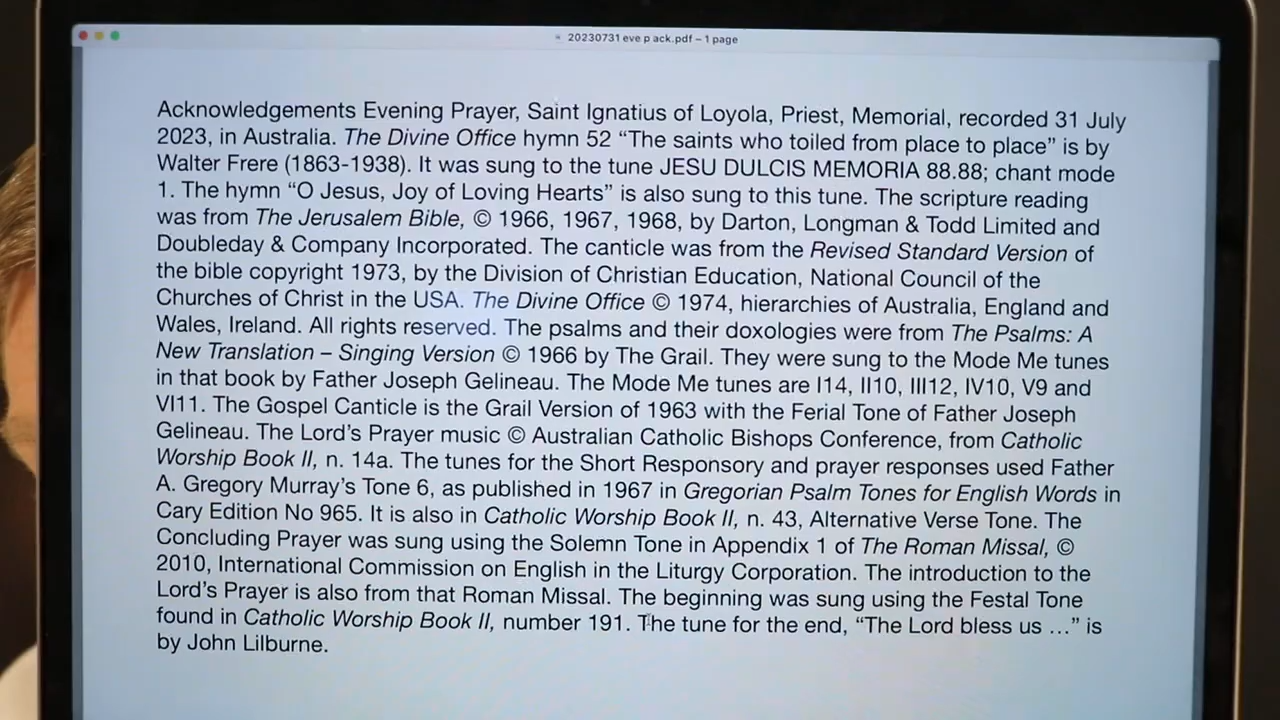 20230731 eve p ack.pdf – 1 page
Acknowledgements Evening Prayer, Saint Ignatius of Loyola, Priest, Memorial, recorded 31 July
2023, in Australia. The Divine Office hymn 52 “The saints who toiled from place to place” is by
Walter Frere (1863-1938). It was sung to the tune JESU DULCIS MEMORIA 88.88; chant mode
1. The hymn “O Jesus, Joy of Loving Hearts” is also sung to this tune. The scripture reading
was from The Jerusalem Bible, © 1966, 1967, 1968, by Darton, Longman & Todd Limited and
Doubleday & Company Incorporated. The canticle was from the Revised Standard Version of
the bible copyright 1973, by the Division of Christian Education, National Council of the
Churches of Christ in the USA. The Divine Office © 1974, hierarchies of Australia, England and
Wales, Ireland. All rights reserved. The psalms and their doxologies were from The Psalms: A
New Translation – Singing Version © 1966 by The Grail. They were sung to the Mode Me tunes
in that book by Father Joseph Gelineau. The Mode Me tunes are I14, II10, III12, IV10, V9 and
VI11. The Gospel Canticle is the Grail Version of 1963 with the Ferial Tone of Father Joseph
Gelineau. The Lord’s Prayer music © Australian Catholic Bishops Conference, from Catholic
Worship Book II, n. 14a. The tunes for the Short Responsory and prayer responses used Father
A. Gregory Murray’s Tone 6, as published in 1967 in Gregorian Psalm Tones for English Words in
Cary Edition No 965. It is also in Catholic Worship Book II, n. 43, Alternative Verse Tone. The
Concluding Prayer was sung using the Solemn Tone in Appendix 1 of The Roman Missal, ©
2010, International Commission on English in the Liturgy Corporation. The introduction to the
Lord’s Prayer is also from that Roman Missal. The beginning was sung using the Festal Tone
found in Catholic Worship Book II, number 191. The tune for the end, “The Lord bless us …” is
by John Lilburne.